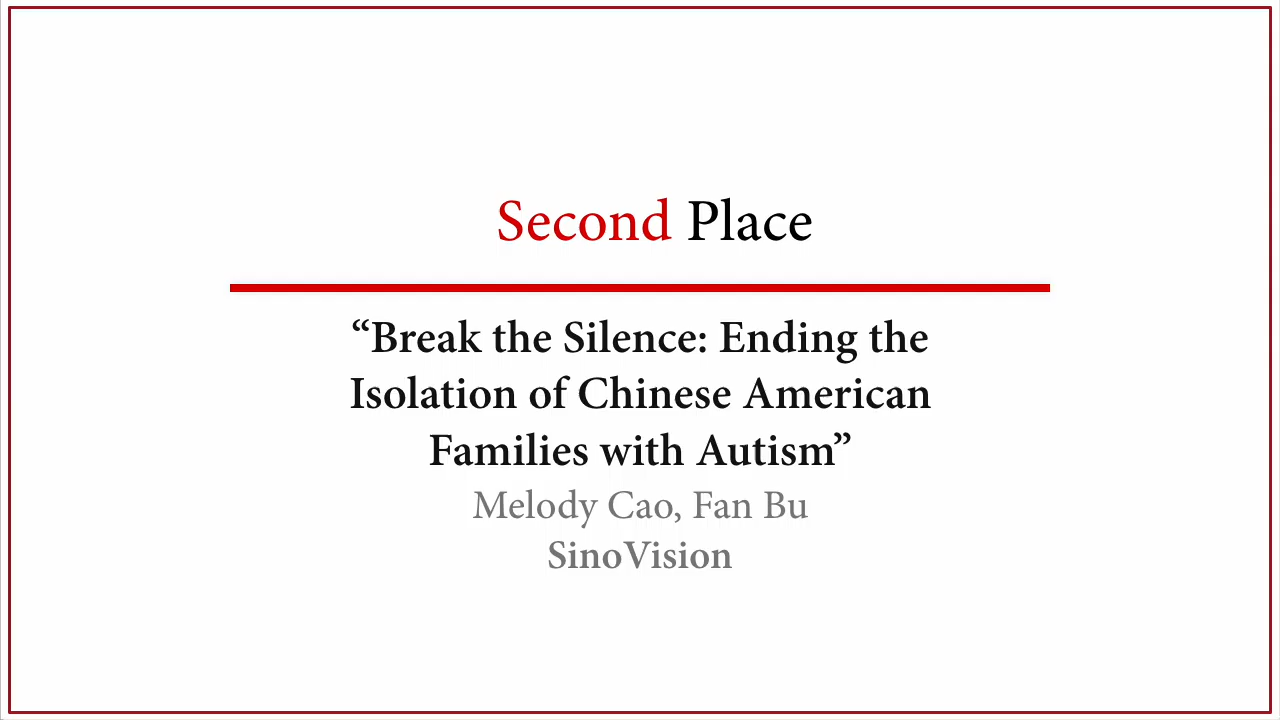 Second Place
“Break the Silence: Ending the
Isolation of Chinese American
Families with Autism”
Melody Cao, Fan Bu
SinoVision